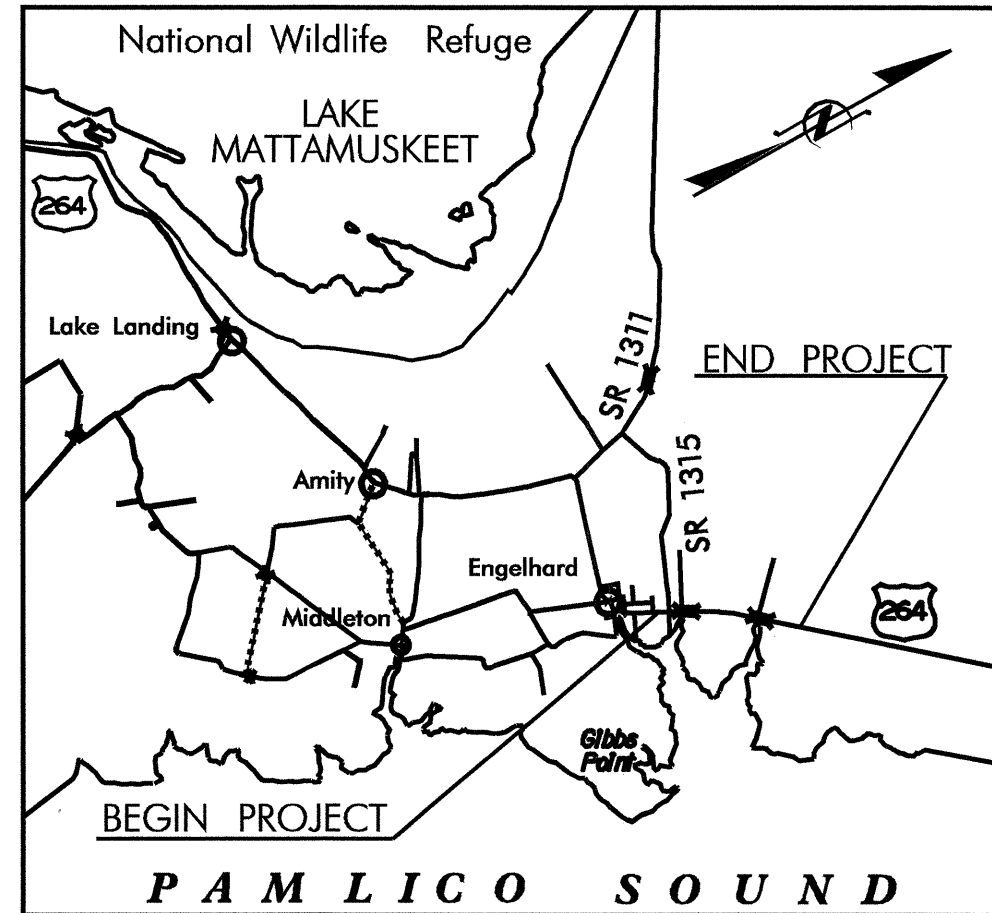 National Wildlife Refuge
LAKE
MATTAMUSKEET
264
Lake Landing
SR 1311
END PROJECT
SR 1315
Amity
Engelhard
264
Middleton
Gibbs
Point
BEGIN PROJECT
PAMLICO SOUND